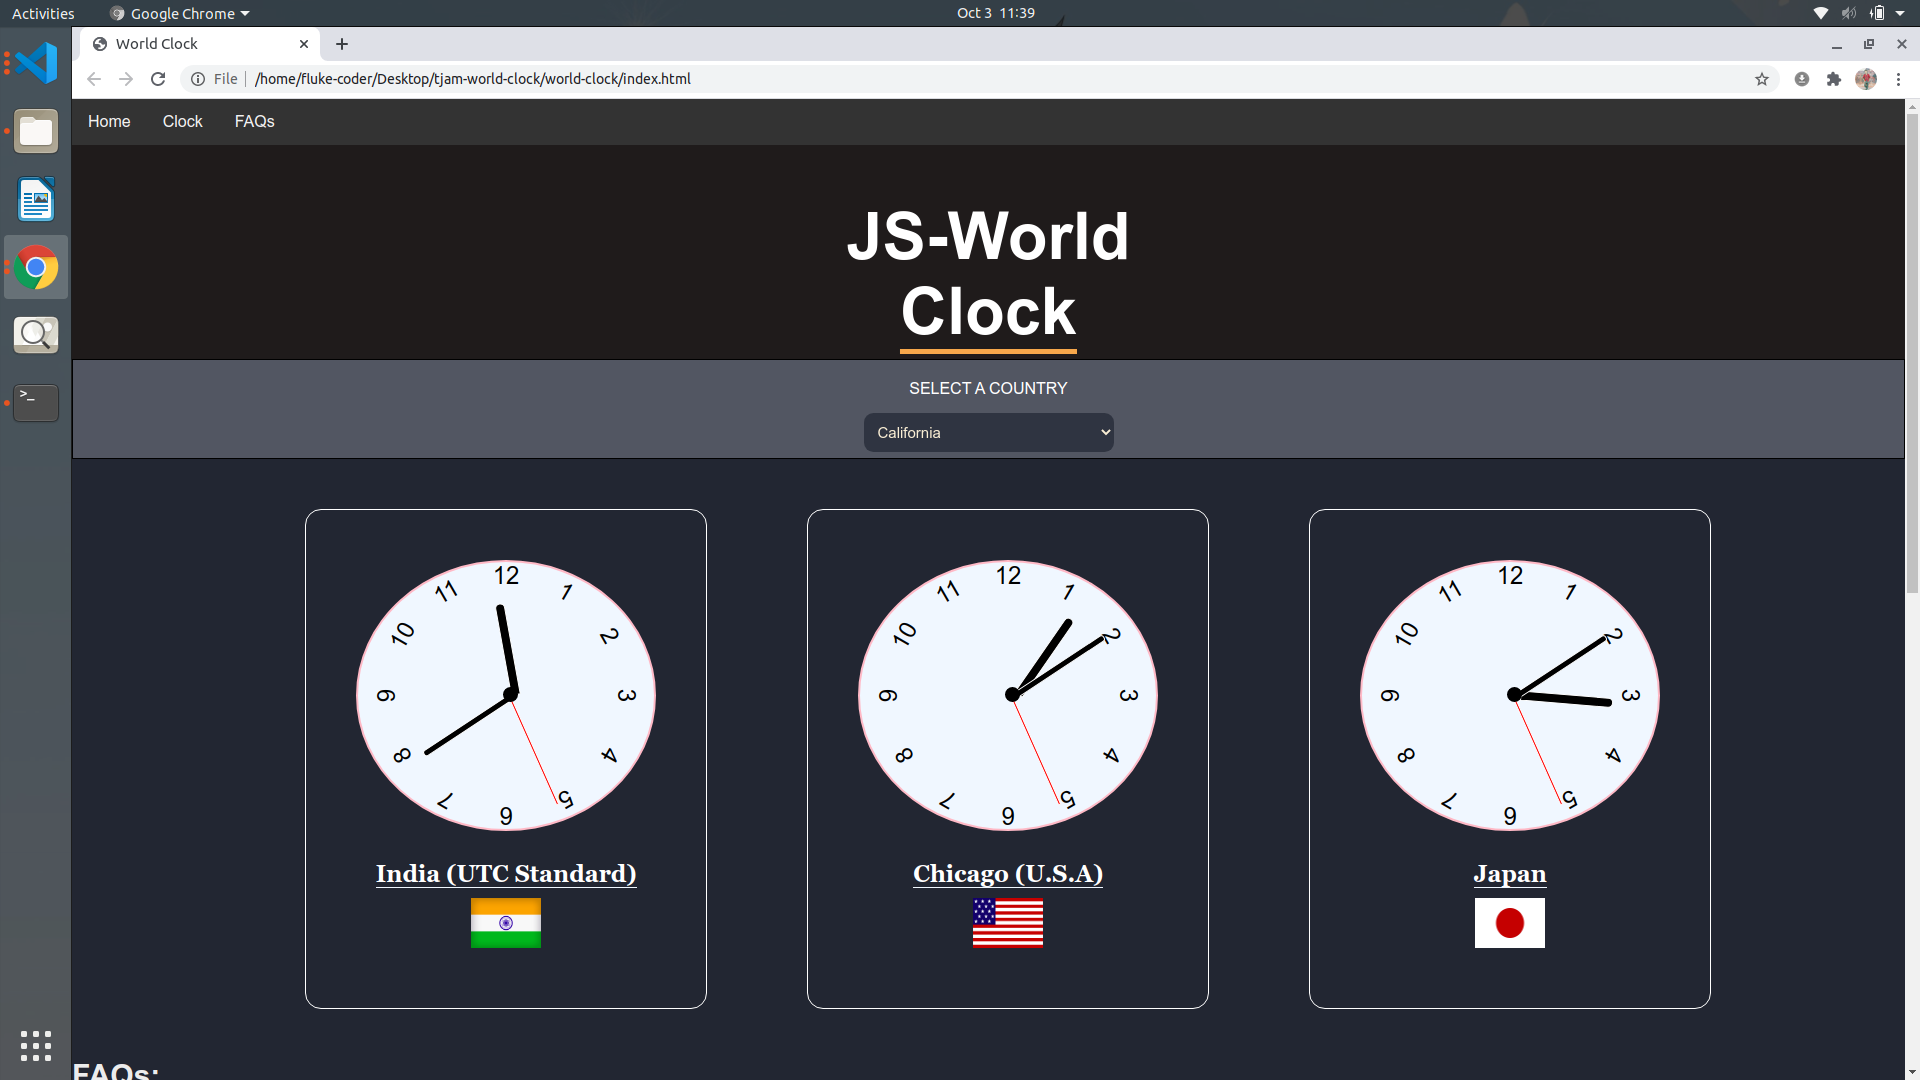 Activities
Google Chrome
Oct 3 11:39
World Clock
File
/home/fluke-coder/Desktop/tjam-world-clock/world-clock/index.html
Home
Clock
FAQs
JS-World
Clock
SELECT A COUNTRY
California
12
1
2
3
4
5
6
7
8
9
10
11
India (UTC Standard)
12
1
2
3
4
5
6
7
8
9
10
11
Chicago (U.S.A)
12
1
2
3
4
5
6
7
8
9
10
11
Japan
FAQs:
>_